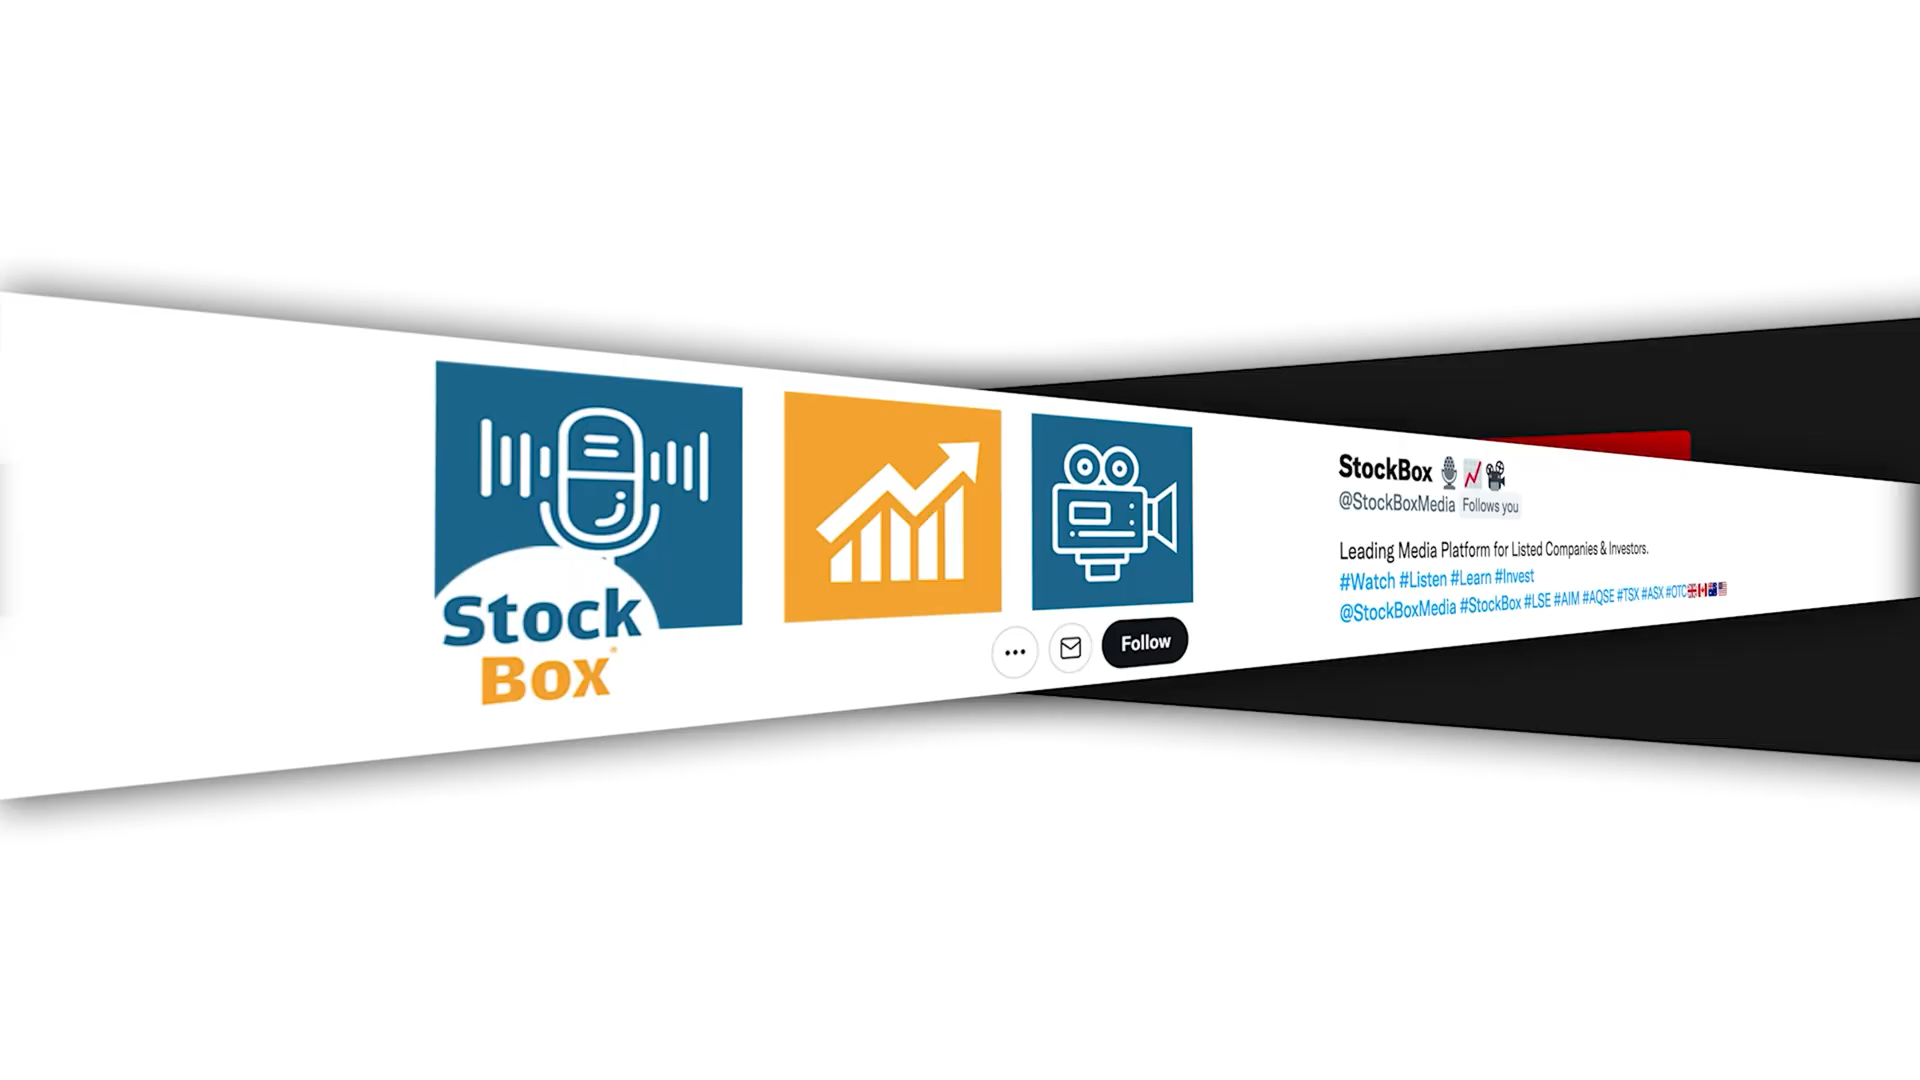 Stock
Box
Follow
StockBox
@StockBoxMedia Follows you
Leading Media Platform for Listed Companies & Investors.
#Watch #Listen #Learn #Invest
@StockBoxMedia #StockBox #LSE #AIM #AQSE #TSX #ASX #OTC